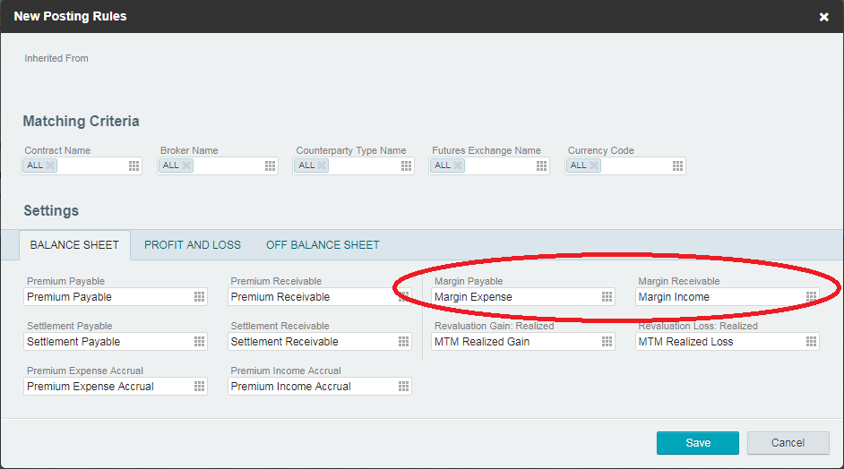 New Posting Rules
Inherited From
Matching Criteria
Contract Name Broker Name Counterparty Type Name Futures Exchange Name Currency Code
ALL ALL ALL ALL ALL
Settings
BALANCE SHEET PROFIT AND LOSS OFF BALANCE SHEET
Premium Payable Premium Receivable Margin Payable Margin Receivable
Premium Payable Premium Receivable Margin Expense Margin Income
Settlement Payable Settlement Receivable Revaluation Gain: Realized Revaluation Loss: Realized
Settlement Payable Settlement Receivable MTM Realized Gain MTM Realized Loss
Premium Expense Accrual Premium Income Accrual
Premium Expense Accrual Premium Income Accrual
Save Cancel